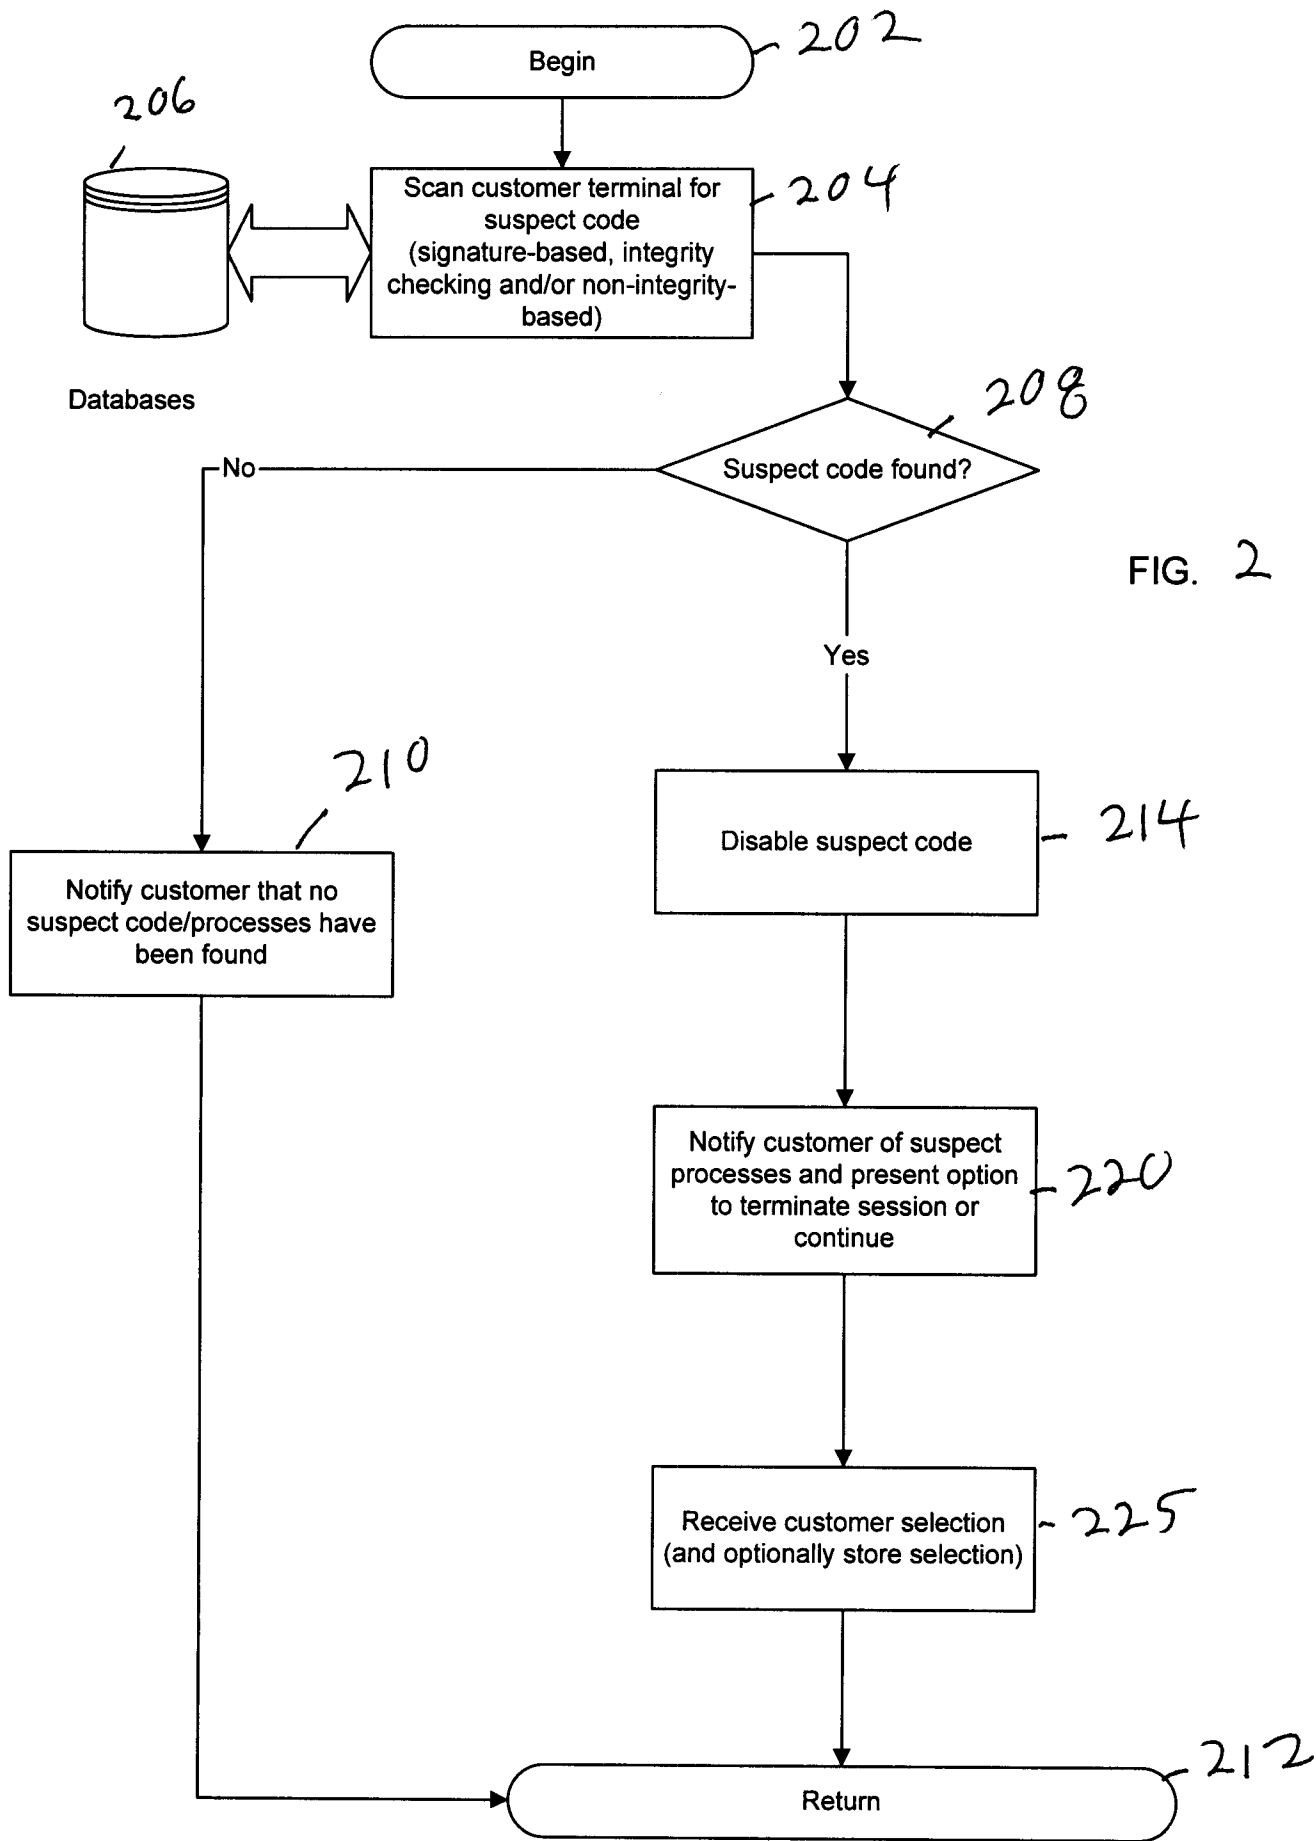 Begin
202
206
Scan customer terminal for
suspect code
(signature-based, integrity
checking and/or non-integrity-
based)
204
Databases
208
No
Suspect code found?
FIG. 2
Yes
210
Disable suspect code
214
Notify customer that no
suspect code/processes have
been found
Notify customer of suspect
processes and present option
to terminate session or
continue
220
Receive customer selection
(and optionally store selection)
225
Return
212